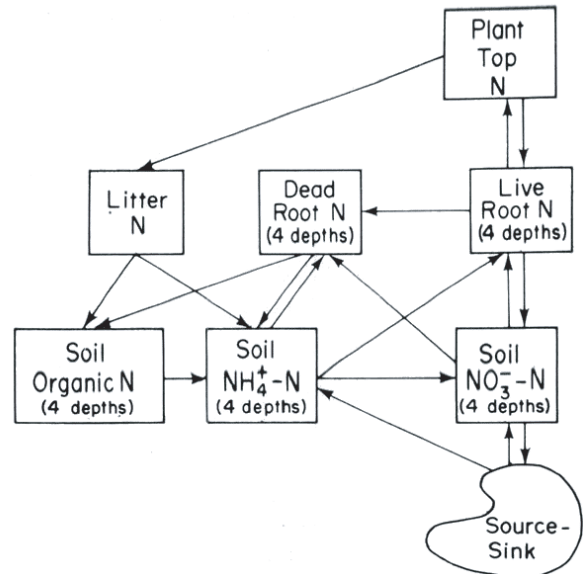 Plant
Top
N
Litter
N
Dead
Root N
(4 depths)
Live
Root N
(4 depths)
Soil
Organic N
(4 depths)
Soil
NH₄⁺-N
(4 depths)
Soil
NO₃⁻-N
(4 depths)
Source-
Sink